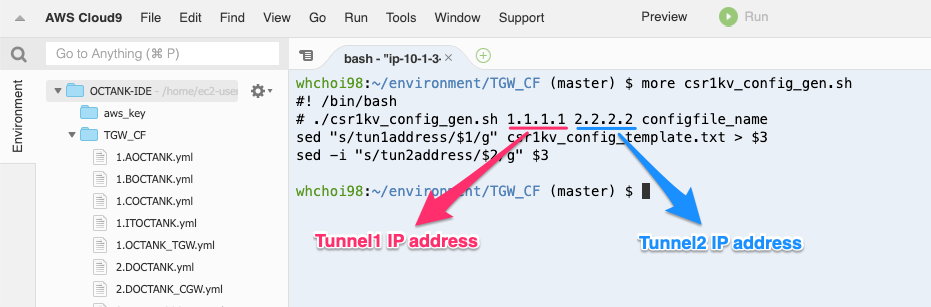 AWS Cloud9 File Edit Find View Go Run Tools Window Support Preview Run
Go to Anything (⌘ P)
bash - "ip-10-1-3-
Environment
OCTANK-IDE - /home/ec2-user
aws_key
TGW_CF
1.AOCTANK.yml
1.BOCTANK.yml
1.COCTANK.yml
1.ITOCTANK.yml
1.OCTANK_TGW.yml
2.DOCTANK.yml
2.DOCTANK_CGW.yml
whchoi98:~/environment/TGW_CF (master) $ more csr1kv_config_gen.sh
#! /bin/bash
# ./csr1kv_config_gen.sh 1.1.1.1 2.2.2.2 configfile_name
sed "s/tun1address/$1/g" csr1kv_config_template.txt > $3
sed -i "s/tun2address/$2/g" $3
whchoi98:~/environment/TGW_CF (master) $
Tunnel1 IP address
Tunnel2 IP address